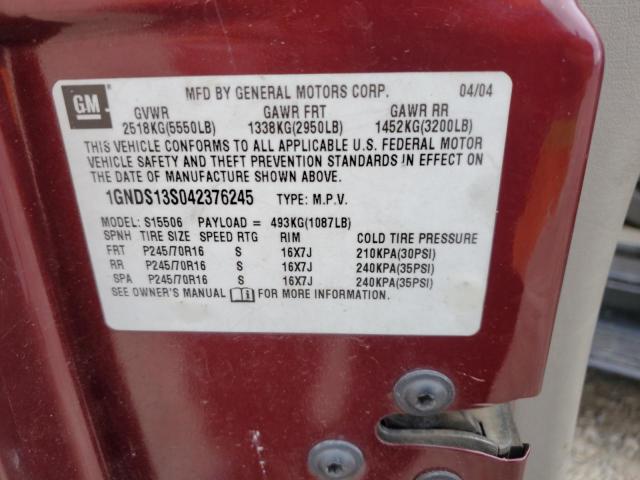 GM
MFD BY GENERAL MOTORS CORP. 04/04
GVWR GAWR FRT GAWR RR
2518KG(5550LB) 1338KG(2950LB) 1452KG(3200LB)
THIS VEHICLE CONFORMS TO ALL APPLICABLE U.S. FEDERAL MOTOR
VEHICLE SAFETY AND THEFT PREVENTION STANDARDS IN EFFECT ON
THE DATE OF MANUFACTURE SHOWN ABOVE.
1GNDS13S042376245 TYPE: M.P.V.
MODEL: S15506 PAYLOAD = 493KG(1087LB)
SPNH TIRE SIZE SPEED RTG RIM COLD TIRE PRESSURE
FRT P245/70R16 S 16X7J 210KPA(30PSI)
RR P245/70R16 S 16X7J 240KPA(35PSI)
SPA P245/70R16 S 16X7J 240KPA(35PSI)
SEE OWNER'S MANUAL FOR MORE INFORMATION.